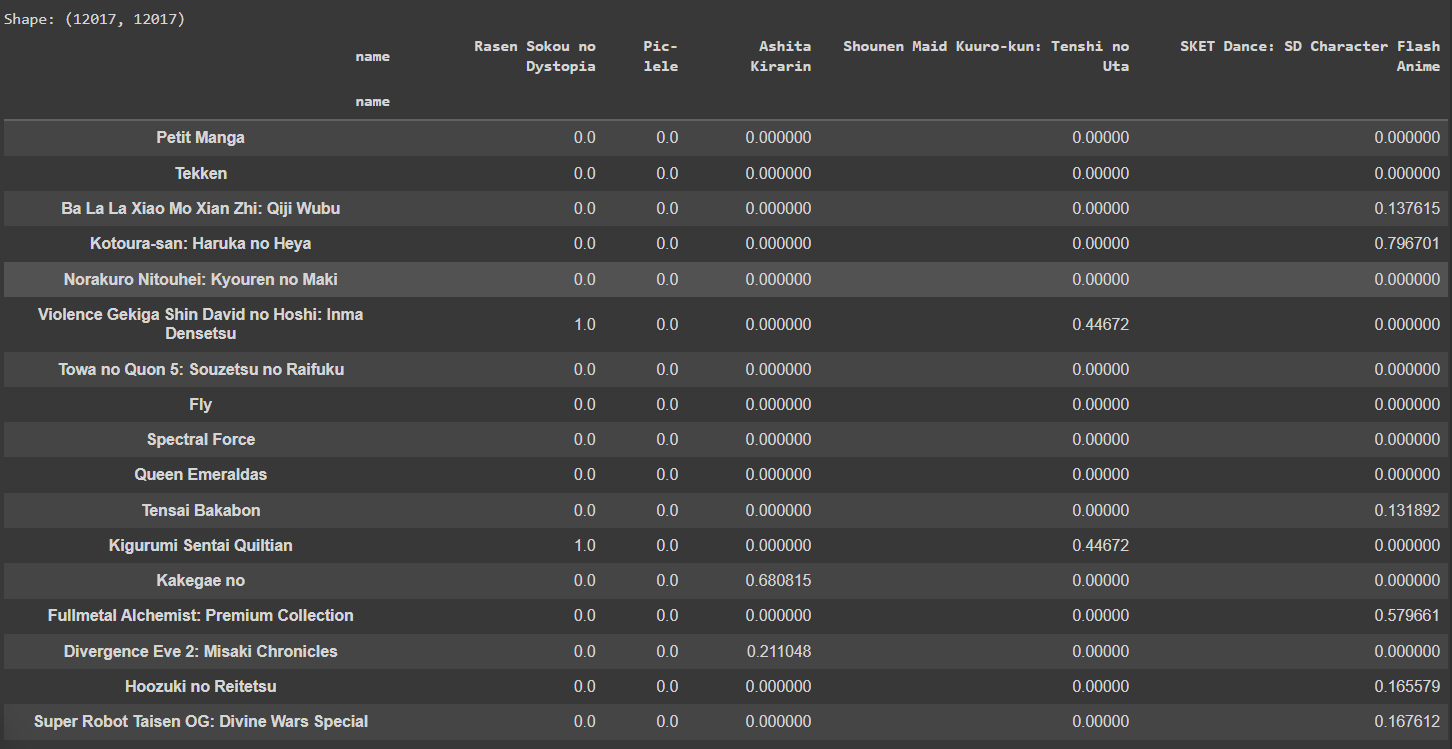 Shape: (12017, 12017)
name Rasen Sokou no Dystopia Pic-lele Ashita Kirarin Shounen Maid Kuuro-kun: Tenshi no Uta SKET Dance: SD Character Flash Anime
name
Petit Manga 0.0 0.0 0.000000 0.00000 0.000000
Tekken 0.0 0.0 0.000000 0.00000 0.000000
Ba La La Xiao Mo Xian Zhi: Qiji Wubu 0.0 0.0 0.000000 0.00000 0.137615
Kotoura-san: Haruka no Heya 0.0 0.0 0.000000 0.00000 0.796701
Norakuro Nitouhei: Kyouren no Maki 0.0 0.0 0.000000 0.00000 0.000000
Violence Gekiga Shin David no Hoshi: Inma Densetsu 1.0 0.0 0.000000 0.44672 0.000000
Towa no Quon 5: Souzetsu no Raifuku 0.0 0.0 0.000000 0.00000 0.000000
Fly 0.0 0.0 0.000000 0.00000 0.000000
Spectral Force 0.0 0.0 0.000000 0.00000 0.000000
Queen Emeraldas 0.0 0.0 0.000000 0.00000 0.000000
Tensai Bakabon 0.0 0.0 0.000000 0.00000 0.131892
Kigurumi Sentai Quiltian 1.0 0.0 0.000000 0.44672 0.000000
Kakegae no 0.0 0.0 0.680815 0.00000 0.000000
Fullmetal Alchemist: Premium Collection 0.0 0.0 0.000000 0.00000 0.579661
Divergence Eve 2: Misaki Chronicles 0.0 0.0 0.211048 0.00000 0.000000
Hoozuki no Reitetsu 0.0 0.0 0.000000 0.00000 0.165579
Super Robot Taisen OG: Divine Wars Special 0.0 0.0 0.000000 0.00000 0.167612